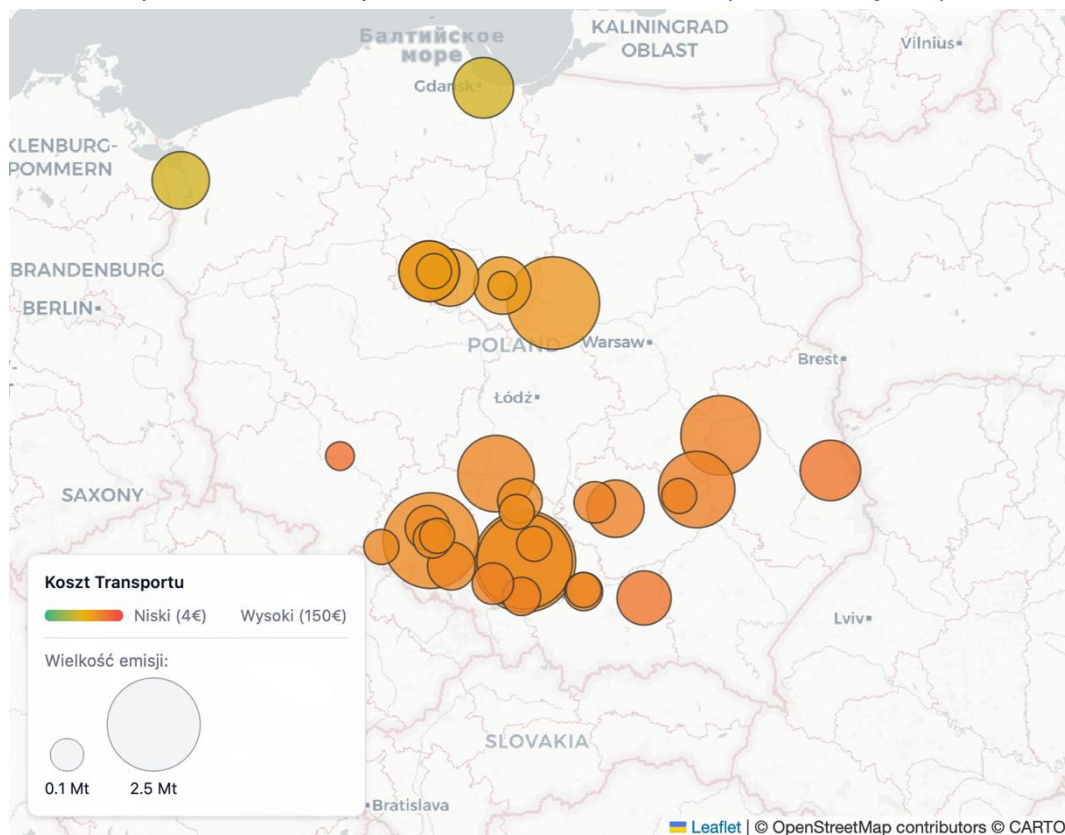 Балтийское
море
KALININGRAD
OBLAST
Vilnius
Gdansk
KLENBURG-
POMMERN
BRANDENBURG
BERLIN
POLAND
Warsaw
Brest
Łódź
SAXONY
Lviv
SLOVAKIA
Bratislava
Koszt Transportu
Niski (4€) Wysoki (150€)
Wielkość emisji:
0.1 Mt 2.5 Mt
Leaflet | © OpenStreetMap contributors © CARTO